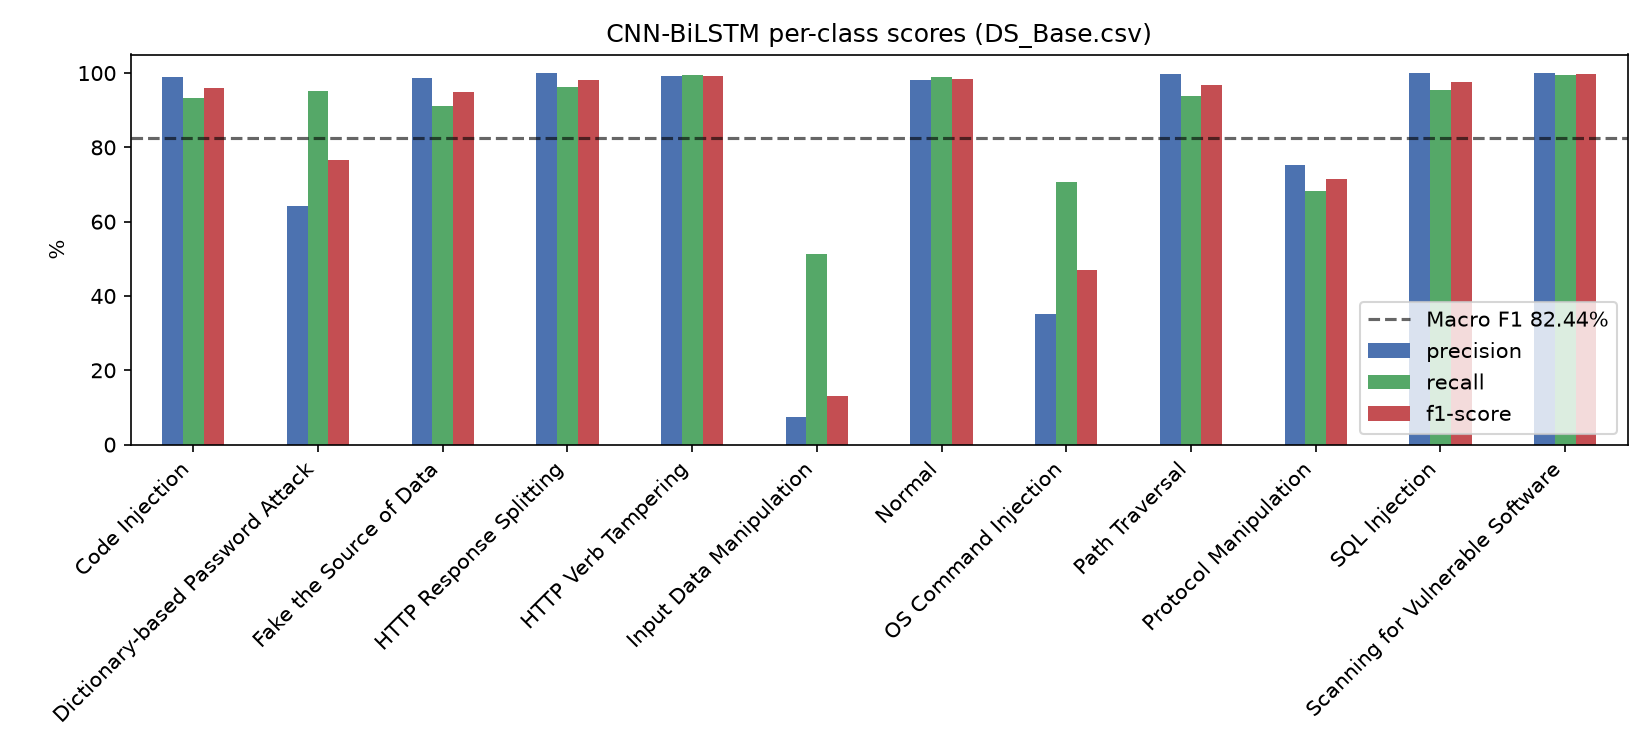 CNN-BiLSTM per-class scores (DS_Base.csv)
%
100
80
60
40
20
0
Macro F1 82.44%
precision
recall
f1-score
Code Injection
Dictionary-based Password Attack
Fake the Source of Data
HTTP Response Splitting
HTTP Verb Tampering
Input Data Manipulation
Normal
OS Command Injection
Path Traversal
Protocol Manipulation
SQL Injection
Scanning for Vulnerable Software